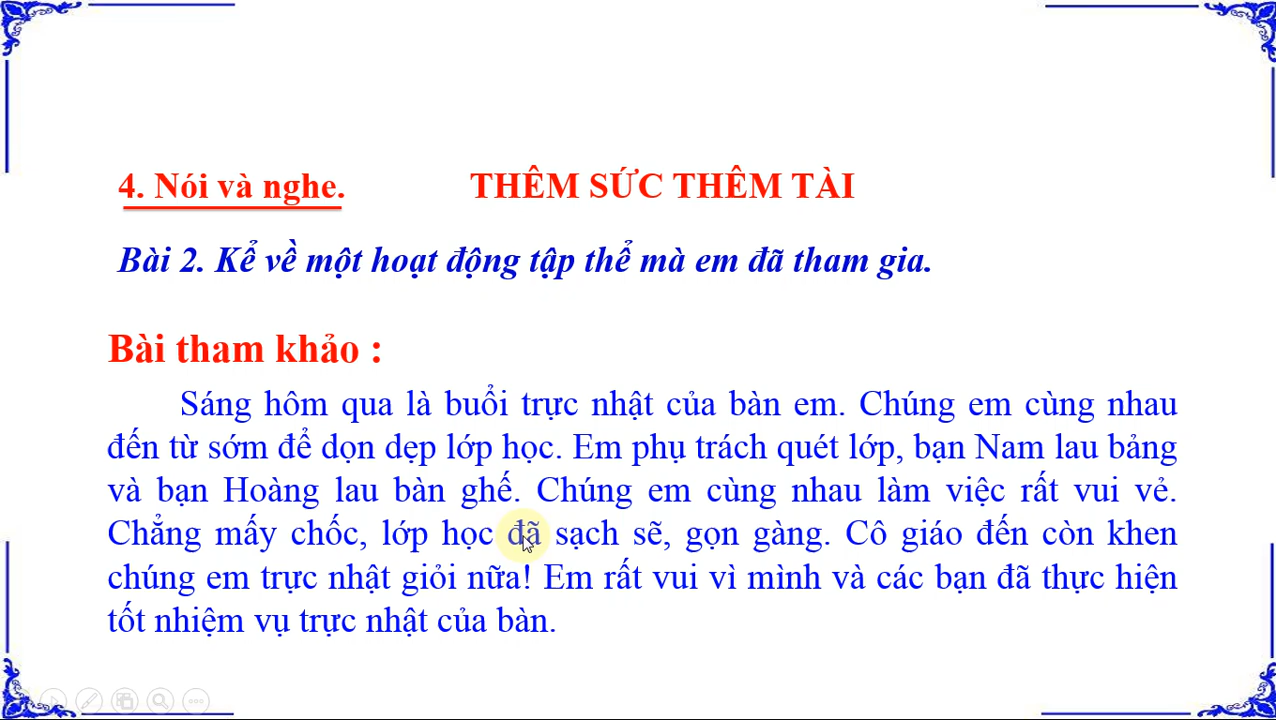 4. Nói và nghe. THÊM SỨC THÊM TÀI
Bài 2. Kể về một hoạt động tập thể mà em đã tham gia.
Bài tham khảo :
Sáng hôm qua là buổi trực nhật của bàn em. Chúng em cùng nhau
đến từ sớm để dọn dẹp lớp học. Em phụ trách quét lớp, bạn Nam lau bảng
và bạn Hoàng lau bàn ghế. Chúng em cùng nhau làm việc rất vui vẻ.
Chẳng mấy chốc, lớp học đã sạch sẽ, gọn gàng. Cô giáo đến còn khen
chúng em trực nhật giỏi nữa! Em rất vui vì mình và các bạn đã thực hiện
tốt nhiệm vụ trực nhật của bàn.